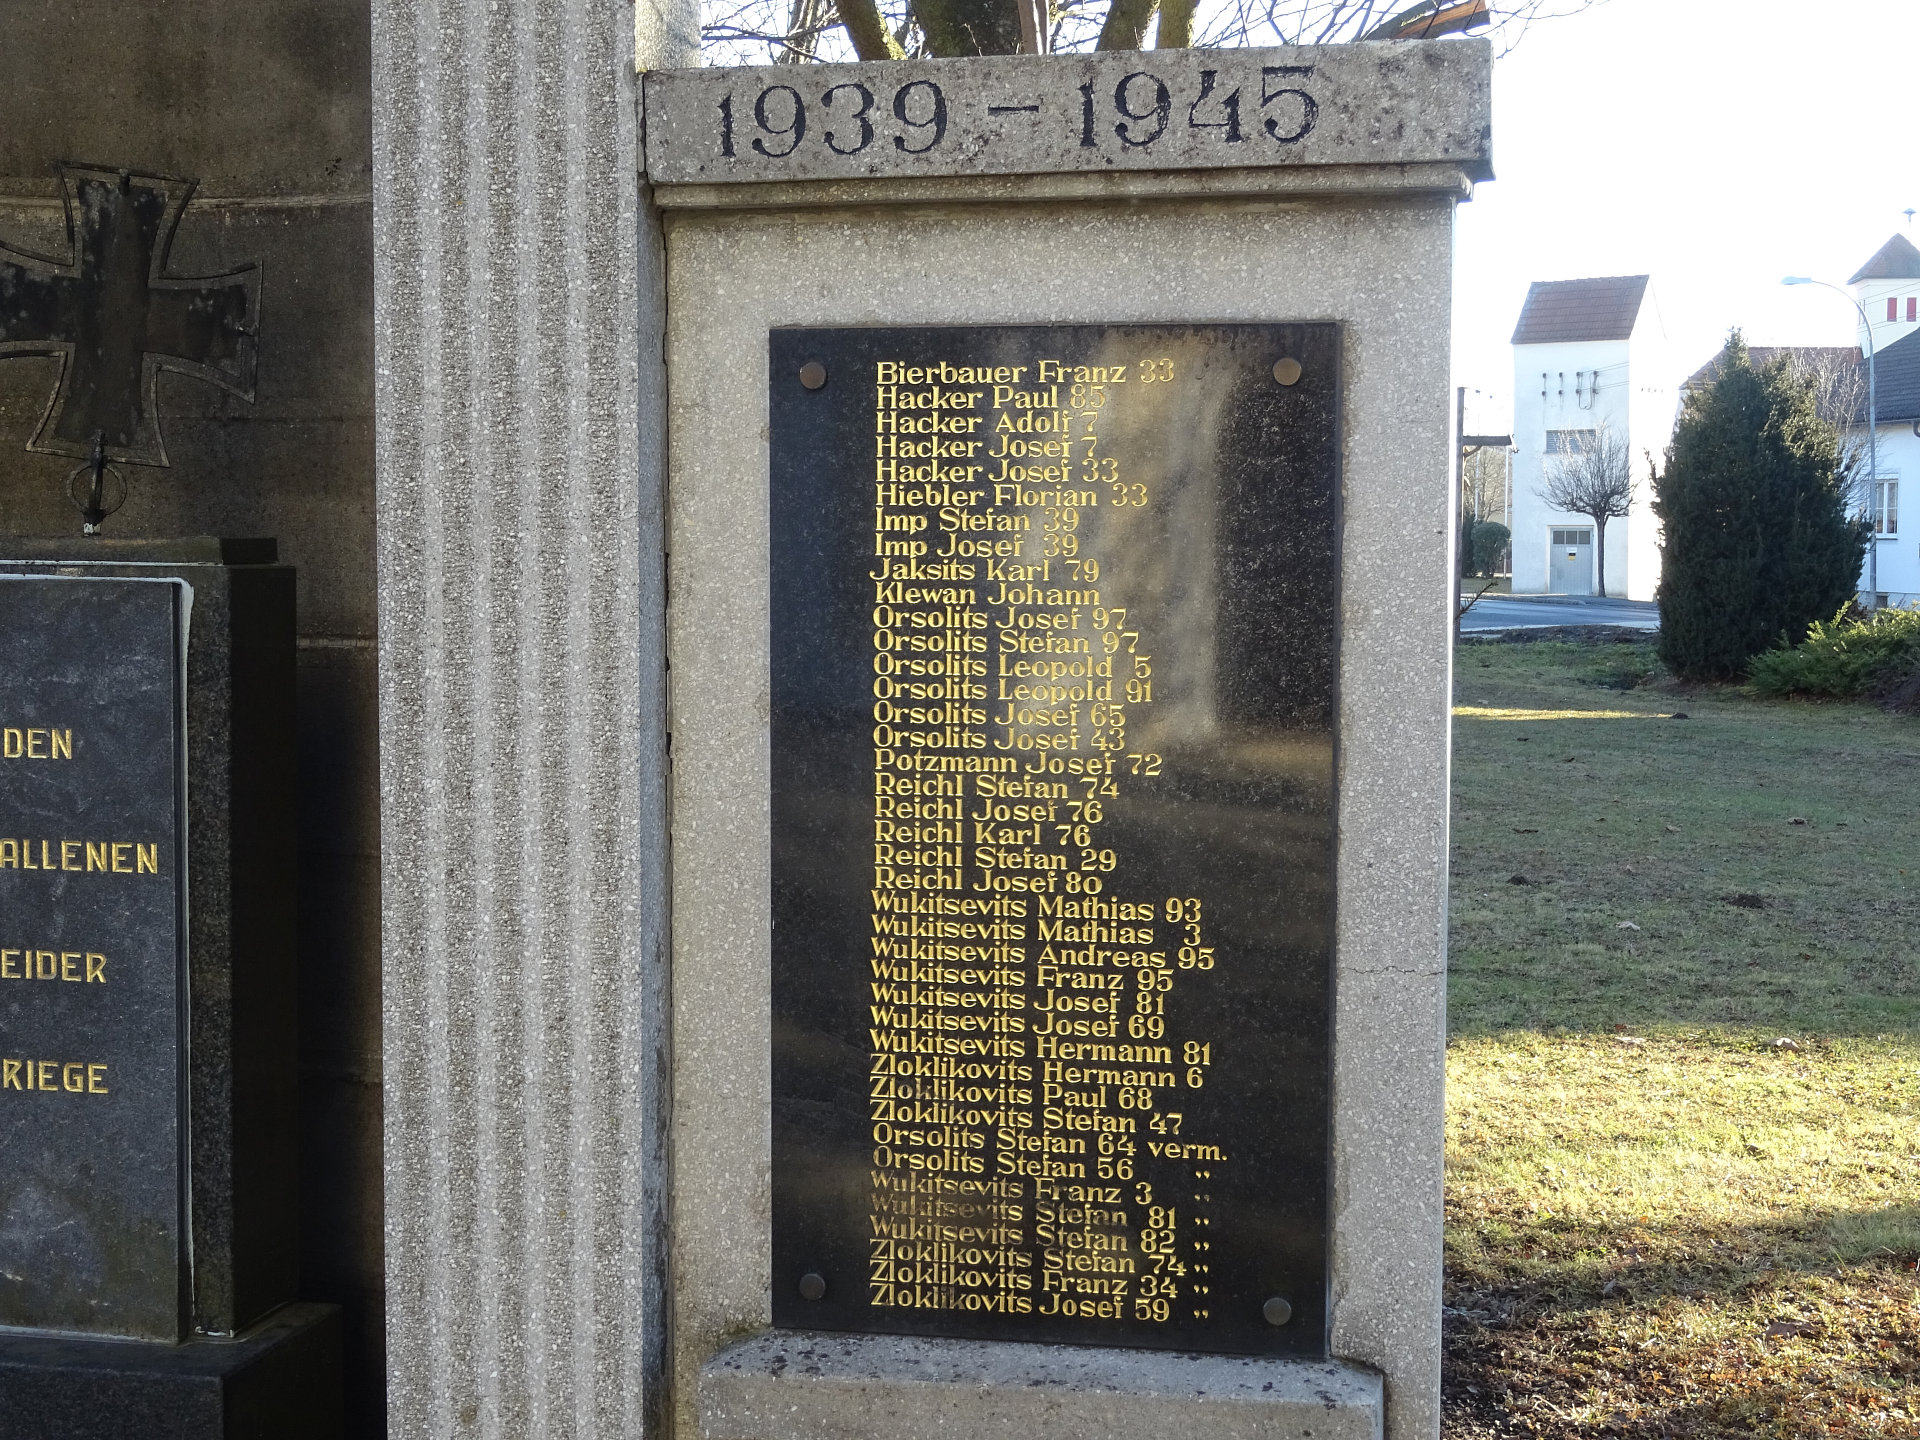 1939 – 1945
Bierbauer Franz 33
Hacker Paul 85
Hacker Adolf 7
Hacker Josef 7
Hacker Josef 33
Hiebler Florian 33
Imp Stefan 39
Imp Josef 39
Jaksits Karl 79
Klewan Johann
Orsolits Josef 97
Orsolits Stefan 97
Orsolits Leopold 5
Orsolits Leopold 91
Orsolits Josef 65
Orsolits Josef 43
Potzmann Josef 72
Reichl Stefan 74
Reichl Josef 76
Reichl Karl 76
Reichl Stefan 29
Reichl Josef 80
Wukitsevits Mathias 93
Wukitsevits Mathias 3
Wukitsevits Andreas 95
Wukitsevits Franz 95
Wukitsevits Josef 81
Wukitsevits Josef 69
Wukitsevits Hermann 81
Zloklikovits Hermann 6
Zloklikovits Paul 68
Zloklikovits Stefan 47
Orsolits Stefan 64 verm.
Orsolits Stefan 56 „
Wukitsevits Franz 3 „
Wukitsevits Stefan 81 „
Wukitsevits Stefan 82 „
Zloklikovits Stefan 74 „
Zloklikovits Franz 34 „
Zloklikovits Josef 59 „
DEN
ALLENEN
EIDER
RIEGE